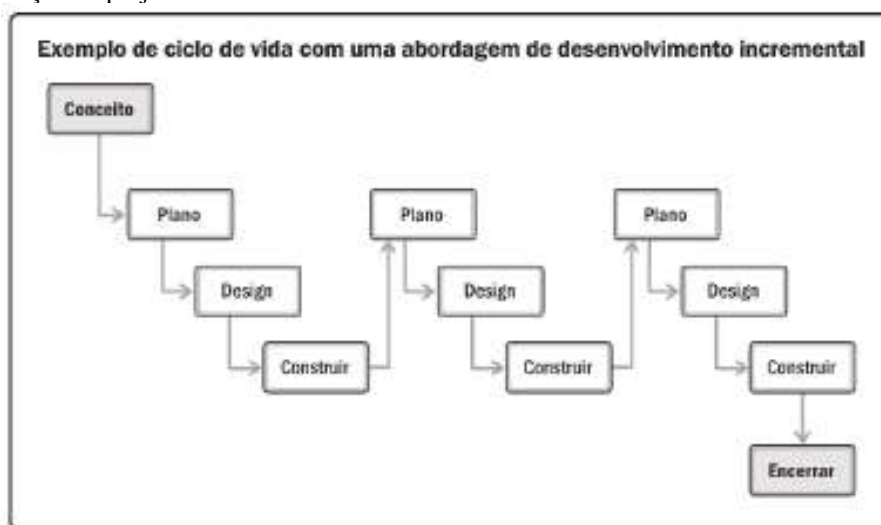 Exemplo de ciclo de vida com uma abordagem de desenvolvimento incremental
Conceito
Plano
Plano
Plano
Design
Design
Design
Construir
Construir
Construir
Encerrar